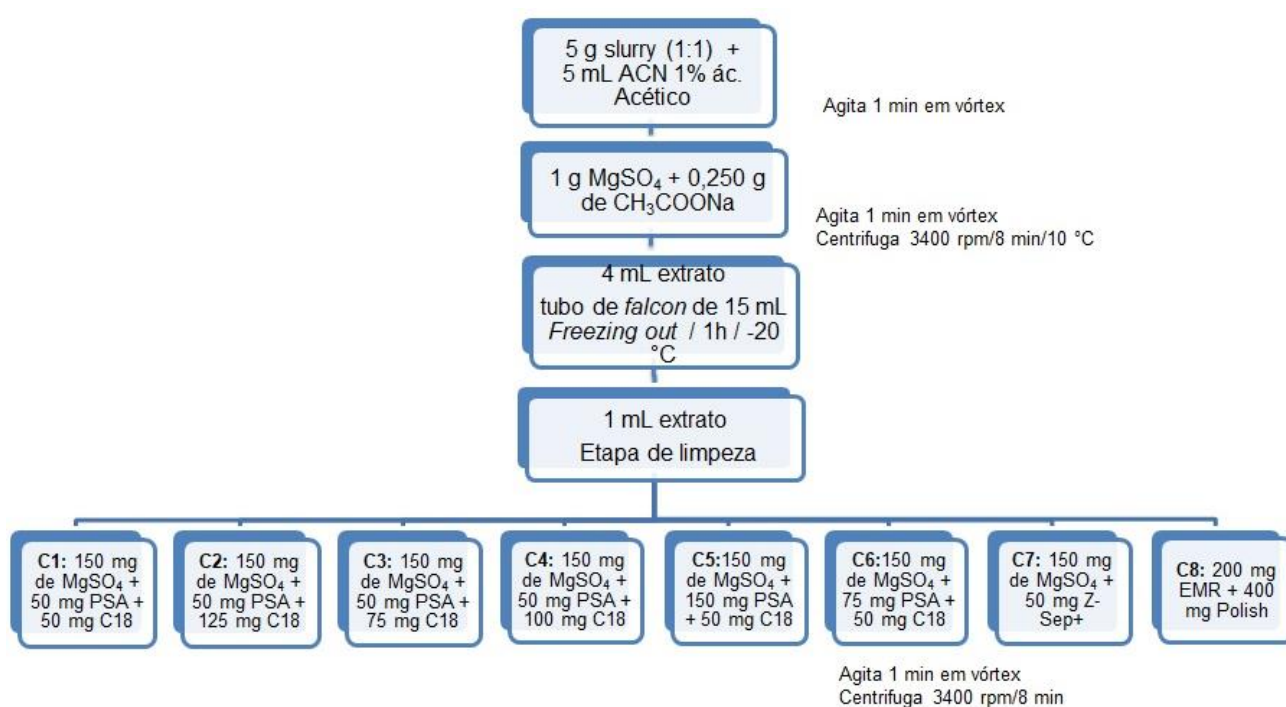 5 g slurry (1:1) +
5 mL ACN 1% ác.
Acético
Agita 1 min em vórtex
1 g MgSO₄ + 0,250 g
de CH₃COONa
Agita 1 min em vórtex
Centrifuga 3400 rpm/8 min/10 °C
4 mL extrato
tubo de falcon de 15 mL
Freezing out / 1h / -20
°C
1 mL extrato
Etapa de limpeza
C1: 150 mg
de MgSO₄ +
50 mg PSA +
50 mg C18
C2: 150 mg
de MgSO₄ +
50 mg PSA +
125 mg C18
C3: 150 mg
de MgSO₄ +
50 mg PSA +
75 mg C18
C4: 150 mg
de MgSO₄ +
50 mg PSA +
100 mg C18
C5:150 mg
de MgSO₄ +
150 mg PSA
+ 50 mg C18
C6:150 mg
de MgSO₄ +
75 mg PSA +
50 mg C18
C7: 150 mg
de MgSO₄ +
50 mg Z-
Sep+
C8: 200 mg
EMR + 400
mg Polish
Agita 1 min em vórtex
Centrifuga 3400 rpm/8 min